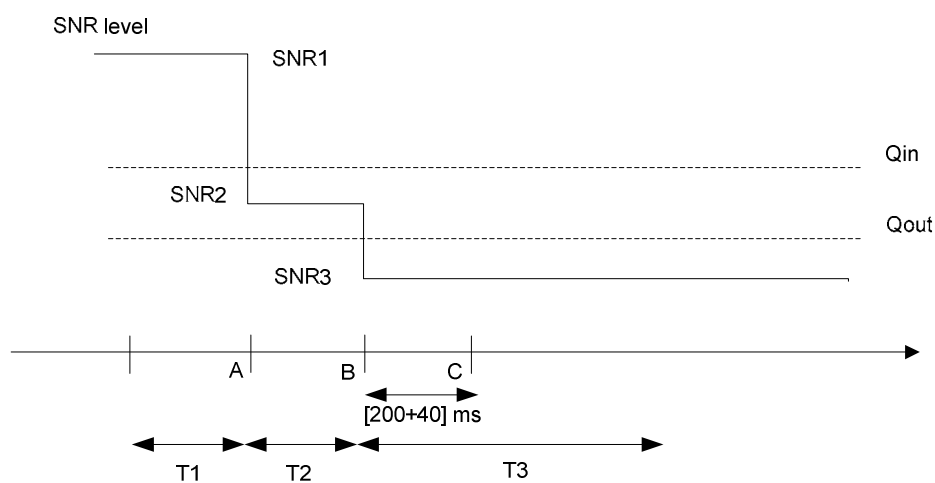 SNR level
SNR1
Qin
SNR2
Qout
SNR3
A
B
C
[200+40] ms
T1
T2
T3